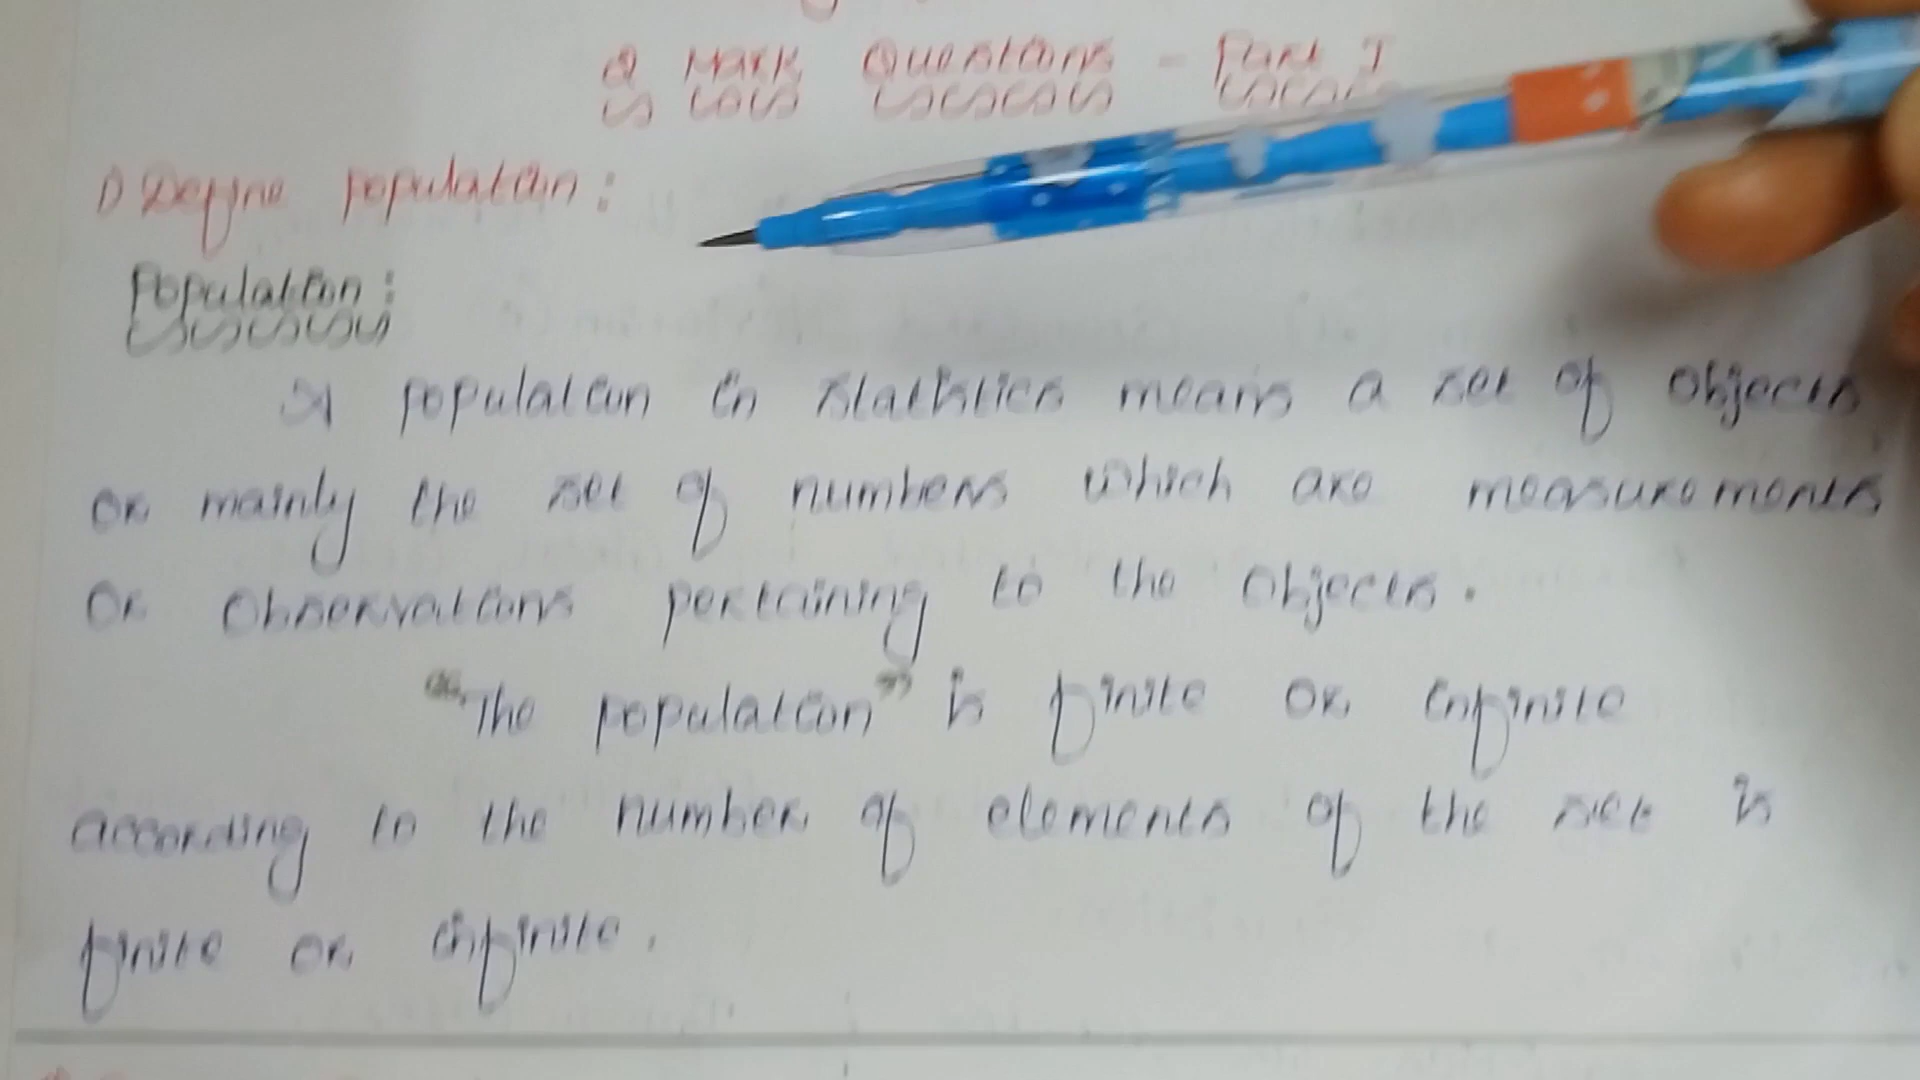 2 Mark Questions - Part I
1) Define population:
Population:
A population in statistics means a set of objects
or mainly the set of numbers which are measurements
or observations pertaining to the objects.
"The population" is finite or infinite
according to the number of elements of the set is
finite or infinite.